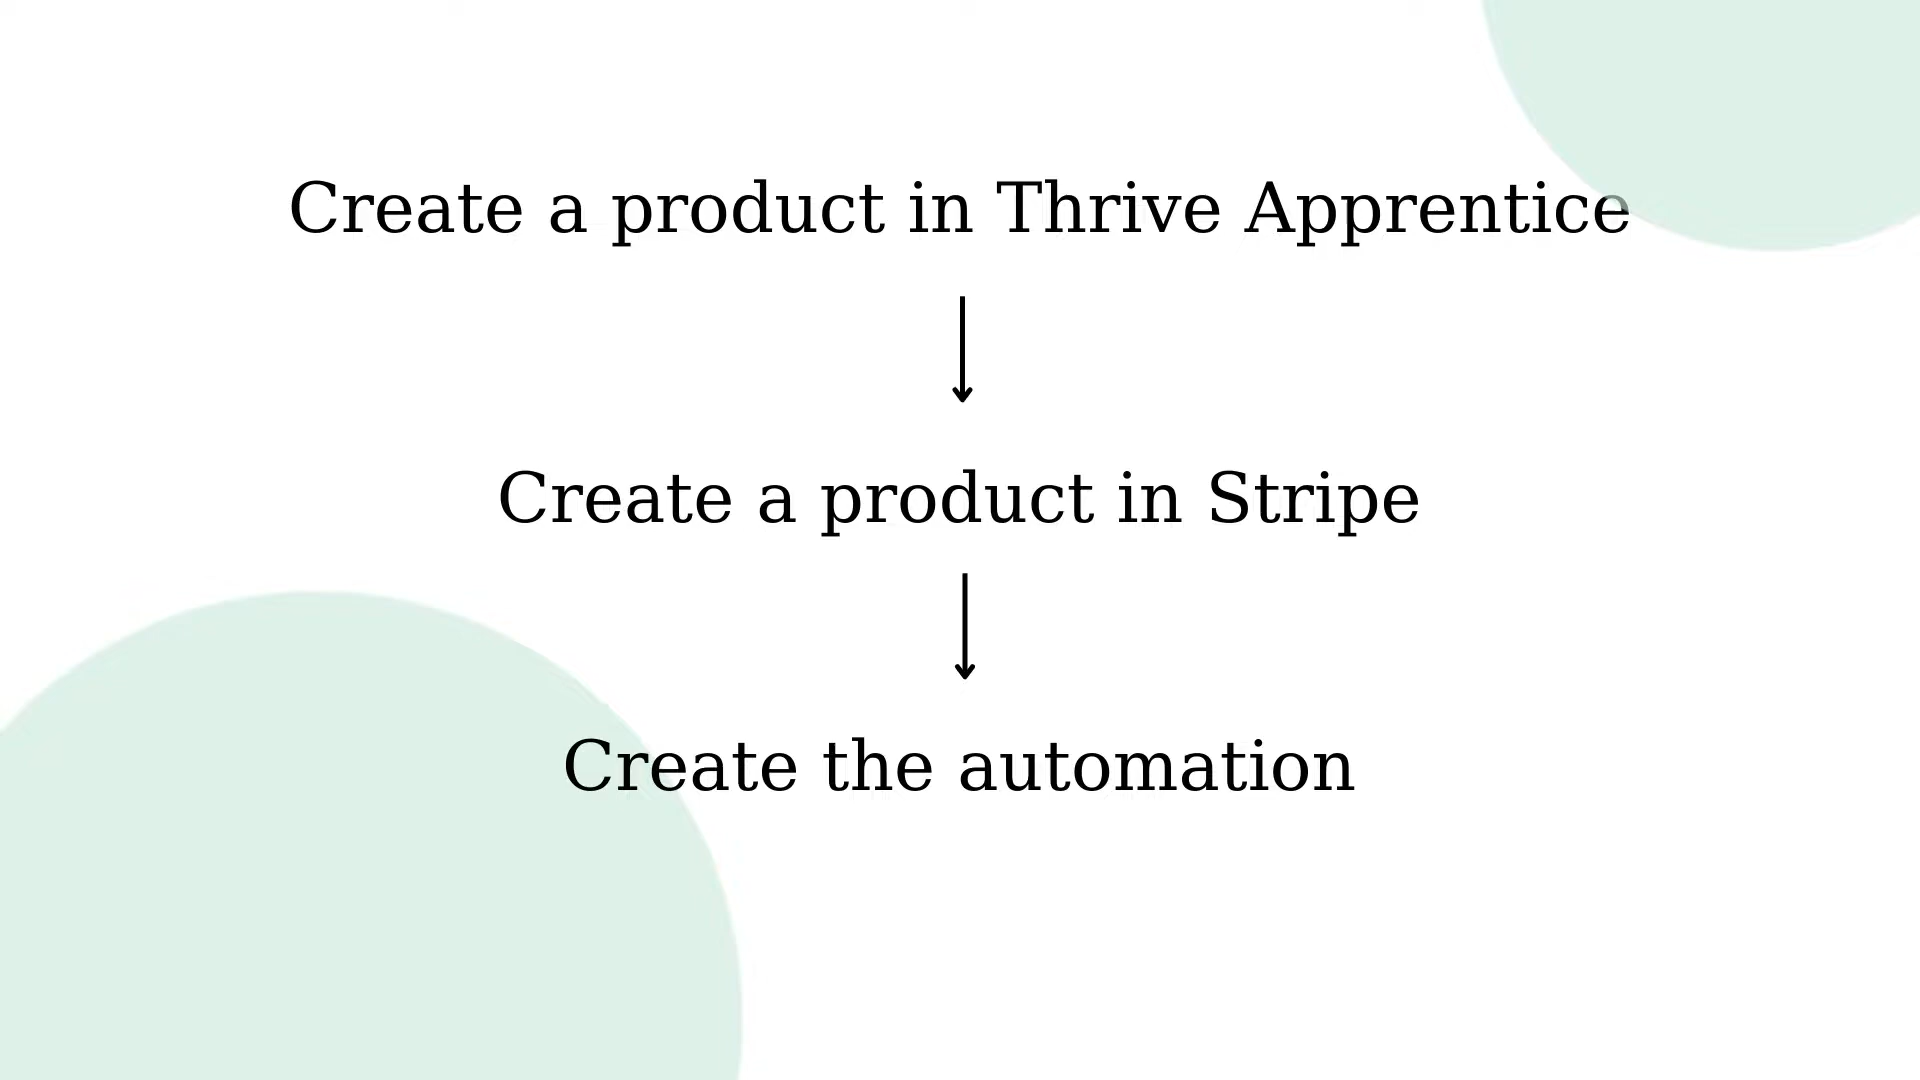 Create a product in Thrive Apprentice
Create a product in Stripe
Create the automation